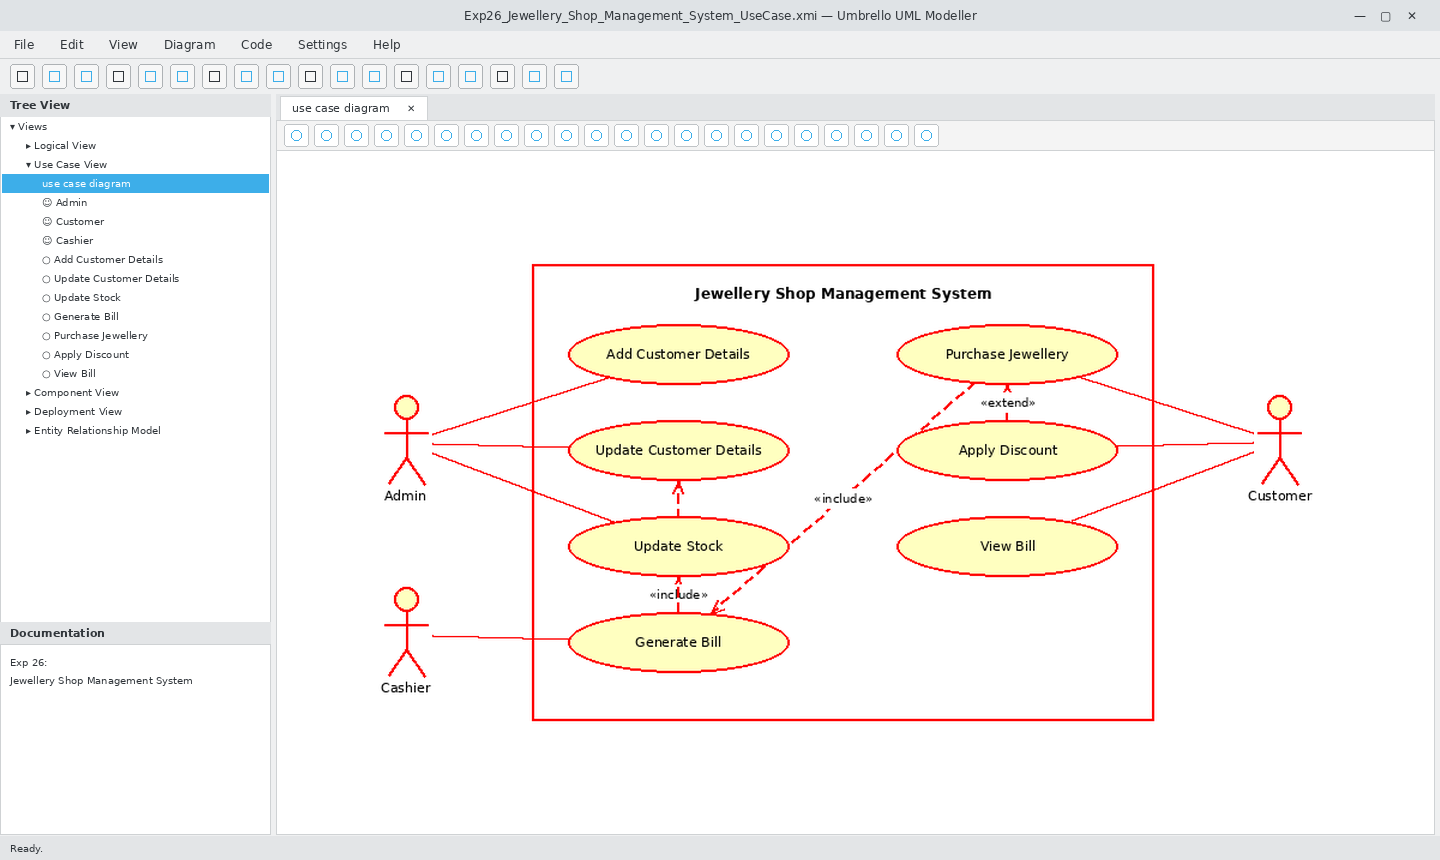 Exp26_Jewellery_Shop_Management_System_UseCase.xmi — Umbrello UML Modeller
File Edit View Diagram Code Settings Help
Tree View
Views
Logical View
Use Case View
use case diagram
Admin
Customer
Cashier
Add Customer Details
Update Customer Details
Update Stock
Generate Bill
Purchase Jewellery
Apply Discount
View Bill
Component View
Deployment View
Entity Relationship Model
Documentation
Exp 26:
Jewellery Shop Management System
use case diagram
Jewellery Shop Management System
Add Customer Details
Purchase Jewellery
«extend»
Update Customer Details
Apply Discount
Admin
Customer
«include»
Update Stock
View Bill
«include»
Generate Bill
Cashier
Ready.